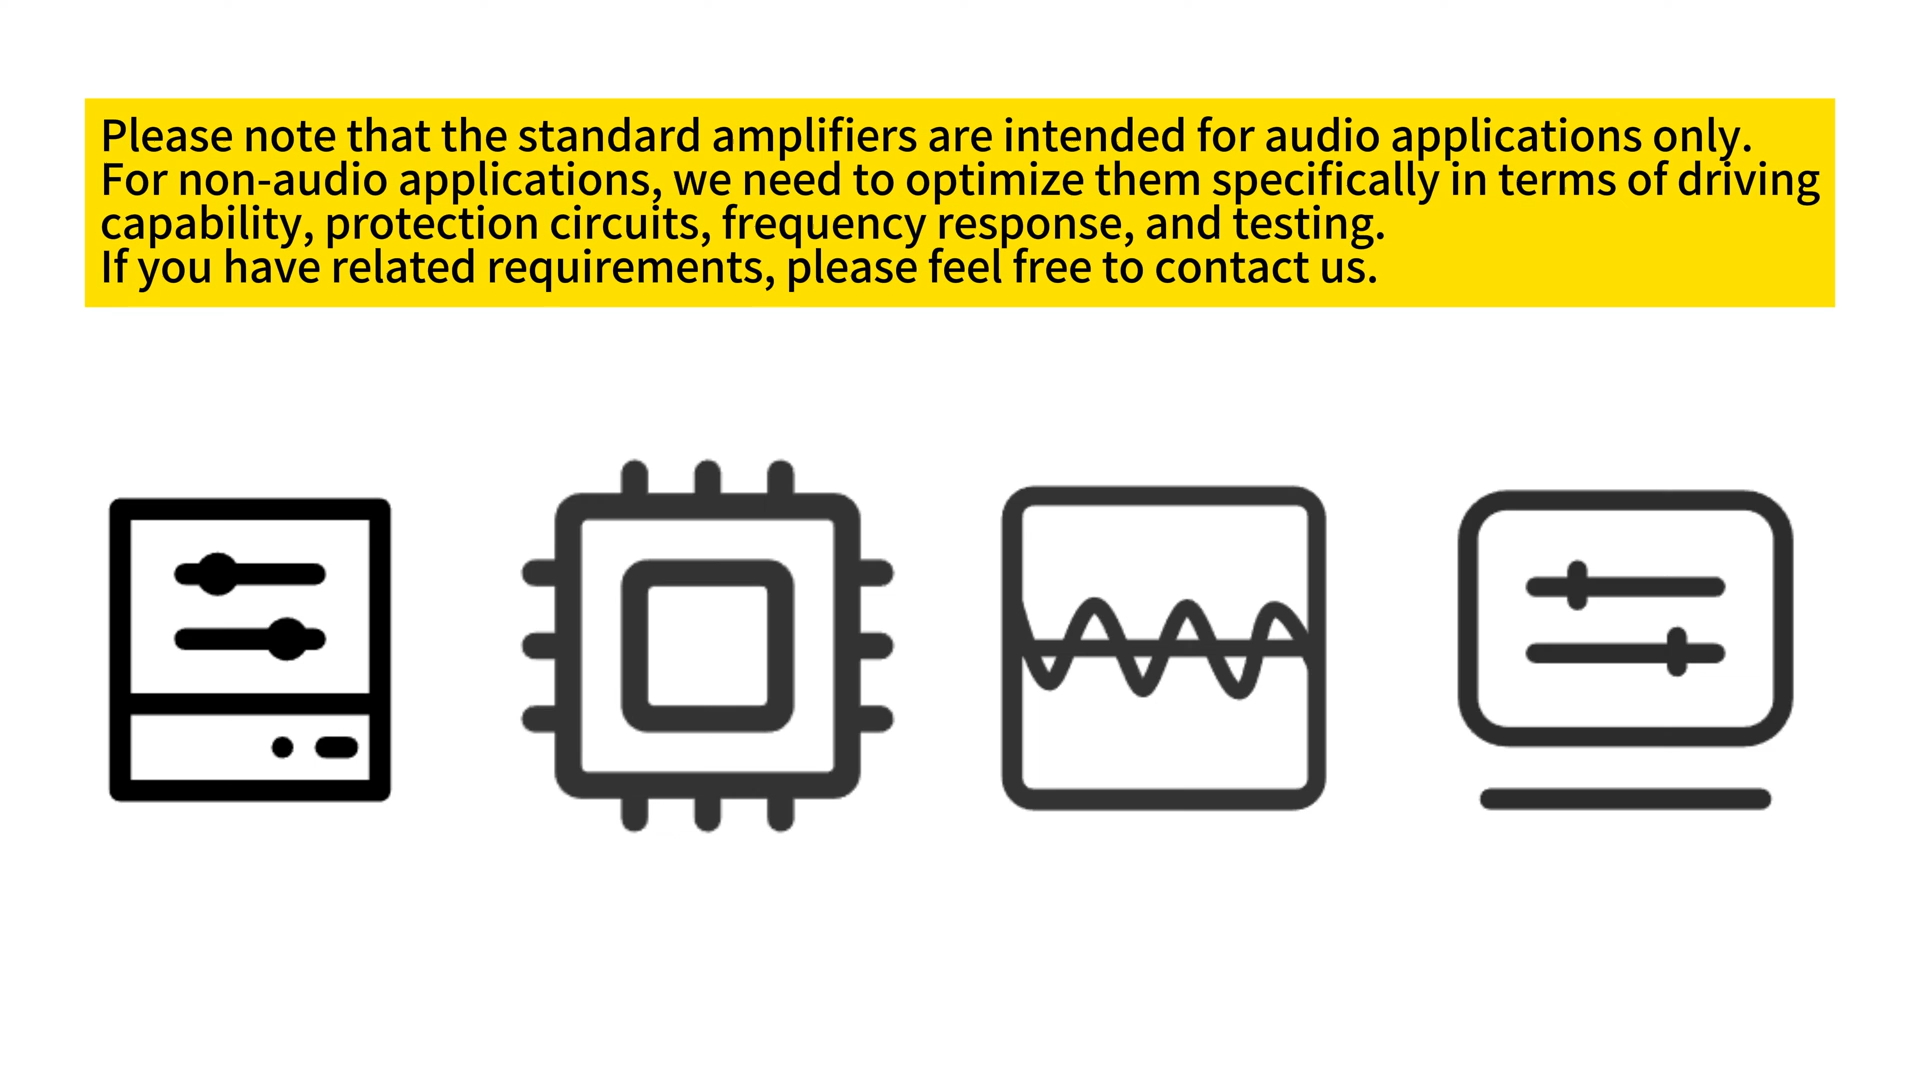 Please note that the standard amplifiers are intended for audio applications only.
For non-audio applications, we need to optimize them specifically in terms of driving
capability, protection circuits, frequency response, and testing.
If you have related requirements, please feel free to contact us.